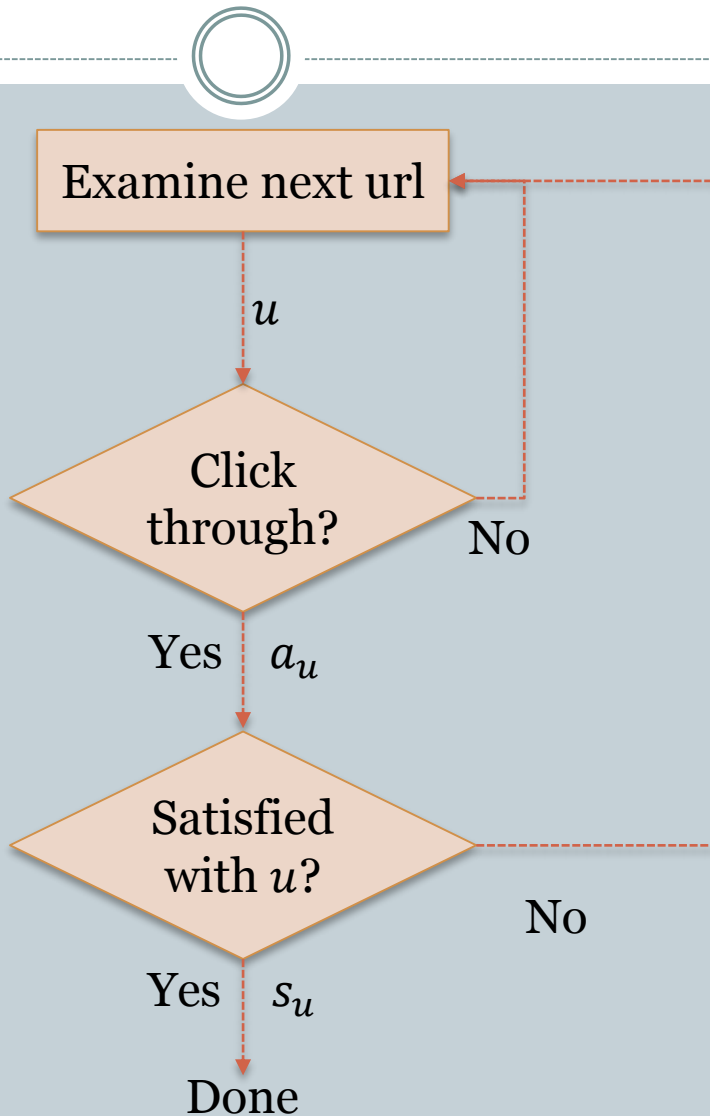 Examine next url
u
Click
through?
No
Yes a_u
Satisfied
with u?
No
Yes s_u
Done